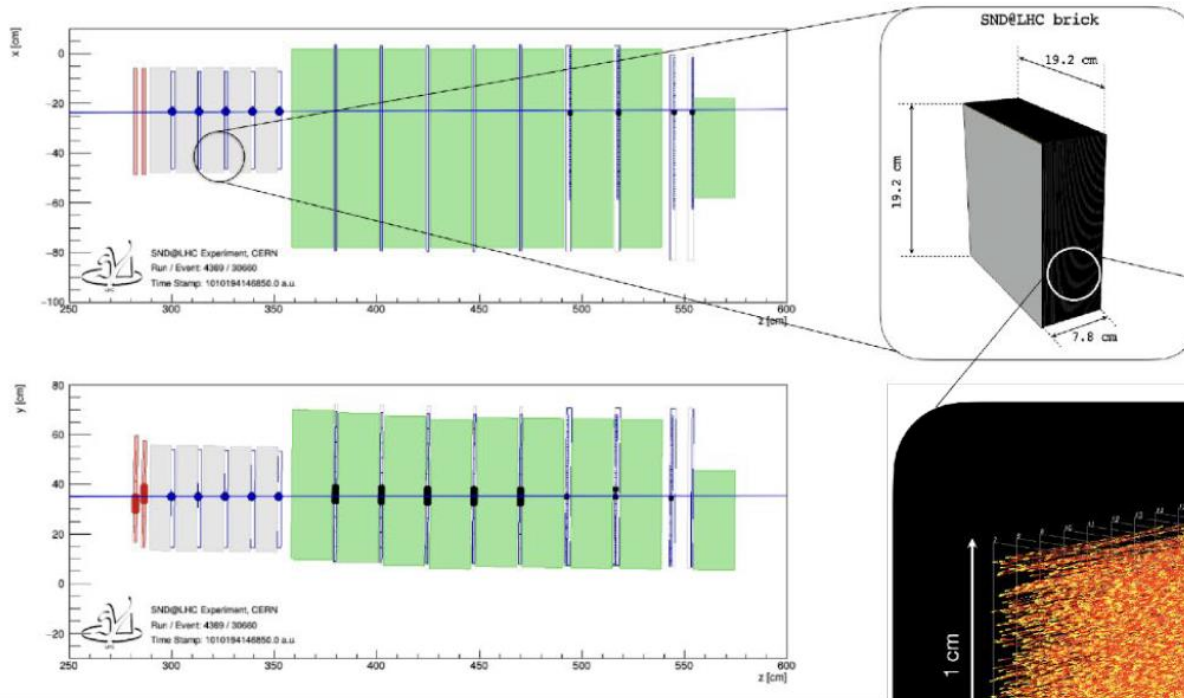 x [cm]
0
−20
−40
−60
−80
−100
SND@LHC Experiment, CERN
Run / Event: 4369 / 30660
Time Stamp: 1010194146850.0 a.u.
250 300 350 400 450 500 550 600
z [cm]
SND@LHC brick
19.2 cm
19.2 cm
7.8 cm
y [cm]
80
60
40
20
0
−20
SND@LHC Experiment, CERN
Run / Event: 4369 / 30660
Time Stamp: 1010194146850.0 a.u.
250 300 350 400 450 500 550 600
z [cm]
1 cm